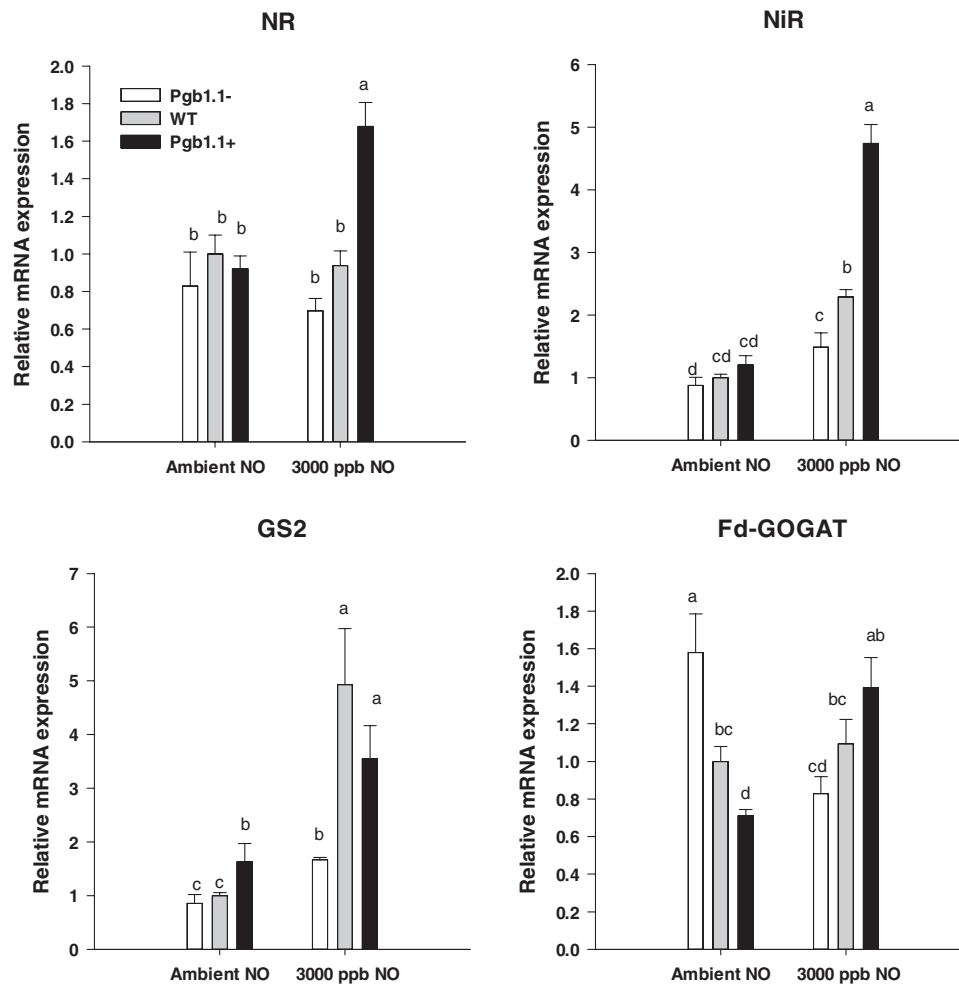 NR
Relative mRNA expression
2.0
1.8
1.6
1.4
1.2
1.0
0.8
0.6
0.4
0.2
0.0
Pgb1.1-
WT
Pgb1.1+
b b b b b a
Ambient NO 3000 ppb NO
NiR
Relative mRNA expression
6
5
4
3
2
1
0
d cd cd c b a
Ambient NO 3000 ppb NO
GS2
Relative mRNA expression
7
6
5
4
3
2
1
0
c c b b a a
Ambient NO 3000 ppb NO
Fd-GOGAT
Relative mRNA expression
2.0
1.8
1.6
1.4
1.2
1.0
0.8
0.6
0.4
0.2
0.0
a bc d cd bc ab
Ambient NO 3000 ppb NO